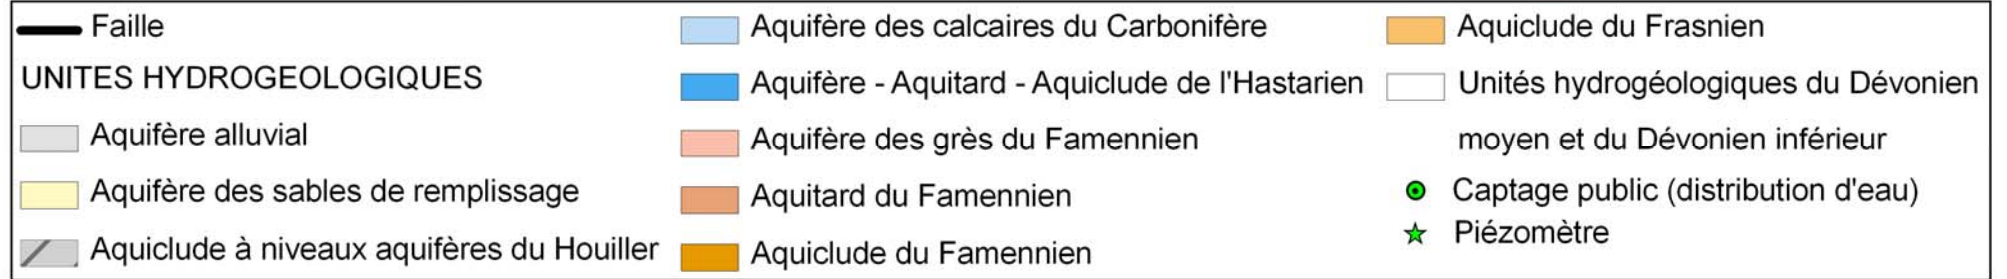 Faille
UNITES HYDROGEOLOGIQUES
Aquifère alluvial
Aquifère des sables de remplissage
Aquiclude à niveaux aquifères du Houiller
Aquifère des calcaires du Carbonifère
Aquifère - Aquitard - Aquiclude de l'Hastarien
Aquifère des grès du Famennien
Aquitard du Famennien
Aquiclude du Famennien
Aquiclude du Frasnien
Unités hydrogéologiques du Dévonien
moyen et du Dévonien inférieur
Captage public (distribution d'eau)
Piézomètre